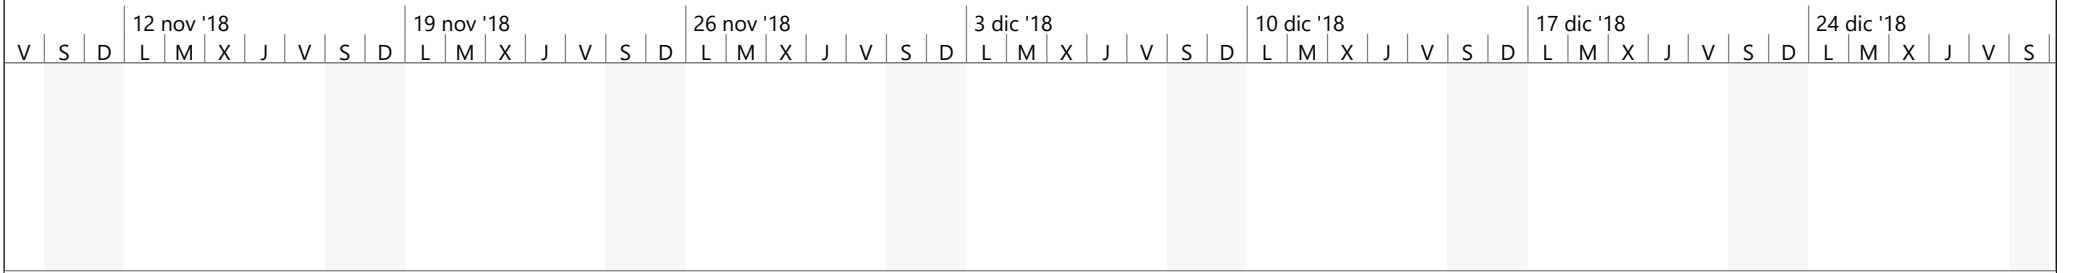 12 nov '18 19 nov '18 26 nov '18 3 dic '18 10 dic '18 17 dic '18 24 dic '18
V S D L M X J V S D L M X J V S D L M X J V S D L M X J V S D L M X J V S D L M X J V S D L M X J V S